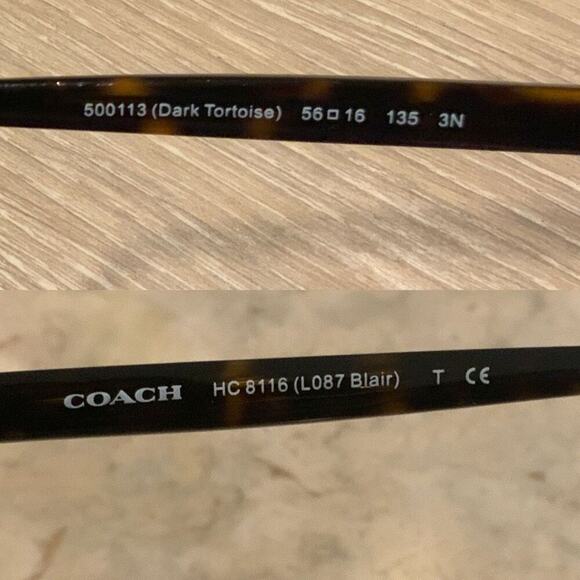 500113 (Dark Tortoise) 56□16 135 3N
COACH HC 8116 (L087 Blair) T CE